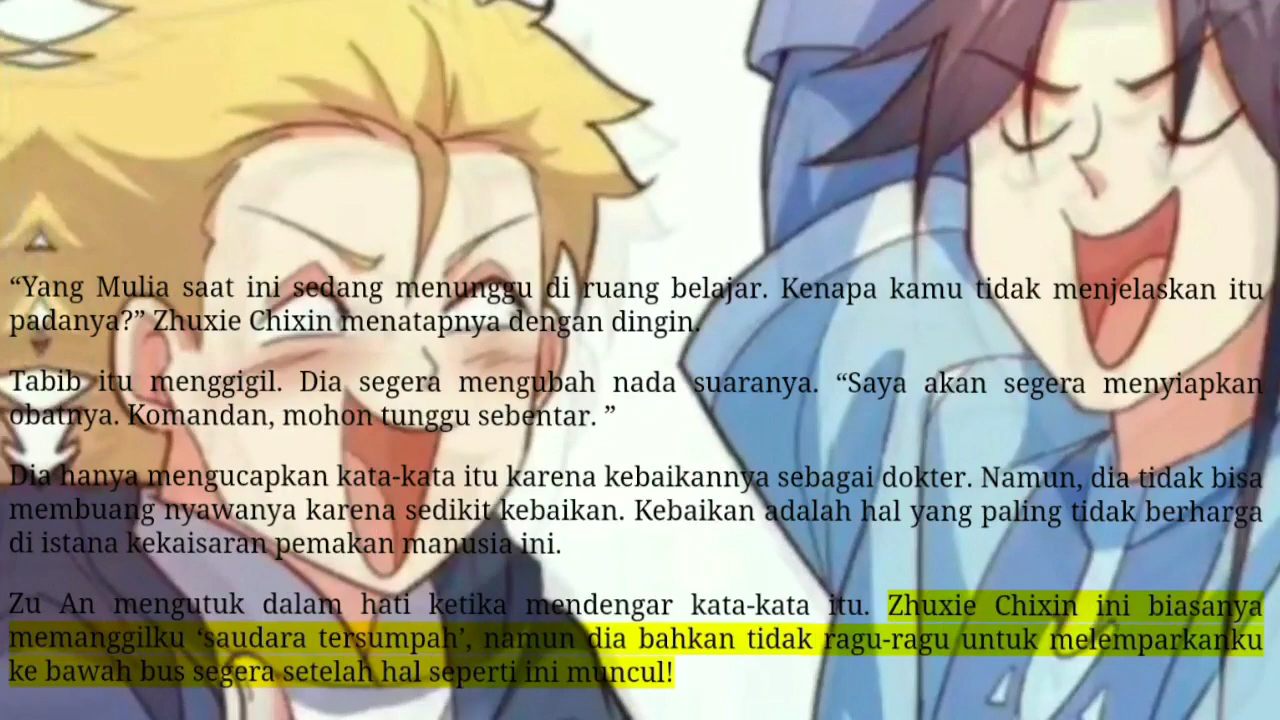 “Yang Mulia saat ini sedang menunggu di ruang belajar. Kenapa kamu tidak menjelaskan itu
padanya?” Zhuxie Chixin menatapnya dengan dingin.
Tabib itu menggigil. Dia segera mengubah nada suaranya. “Saya akan segera menyiapkan
obatnya. Komandan, mohon tunggu sebentar. ”
Dia hanya mengucapkan kata-kata itu karena kebaikannya sebagai dokter. Namun, dia tidak bisa
membuang nyawanya karena sedikit kebaikan. Kebaikan adalah hal yang paling tidak berharga
di istana kekaisaran pemakan manusia ini.
Zu An mengutuk dalam hati ketika mendengar kata-kata itu. Zhuxie Chixin ini biasanya
memanggilku ‘saudara tersumpah’, namun dia bahkan tidak ragu-ragu untuk melemparkanku
ke bawah bus segera setelah hal seperti ini muncul!